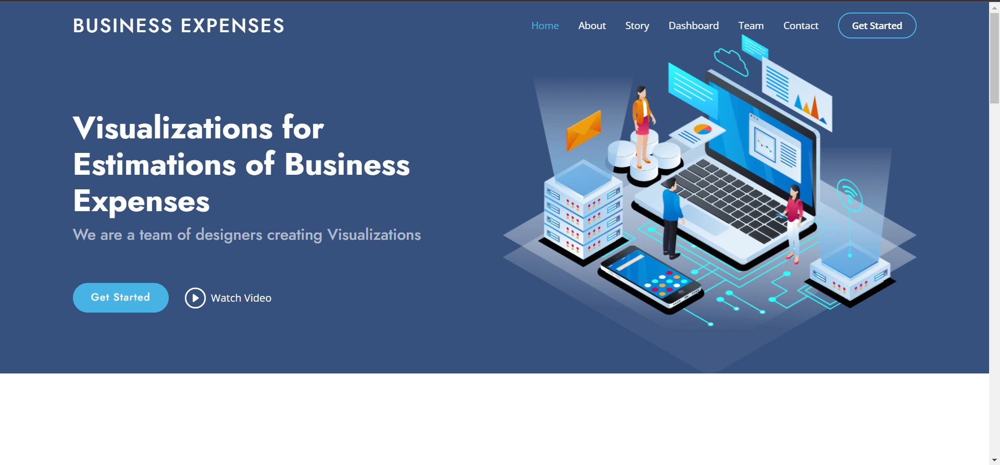 BUSINESS EXPENSES
Home About Story Dashboard Team Contact Get Started
Visualizations for
Estimations of Business
Expenses
We are a team of designers creating Visualizations
Get Started Watch Video